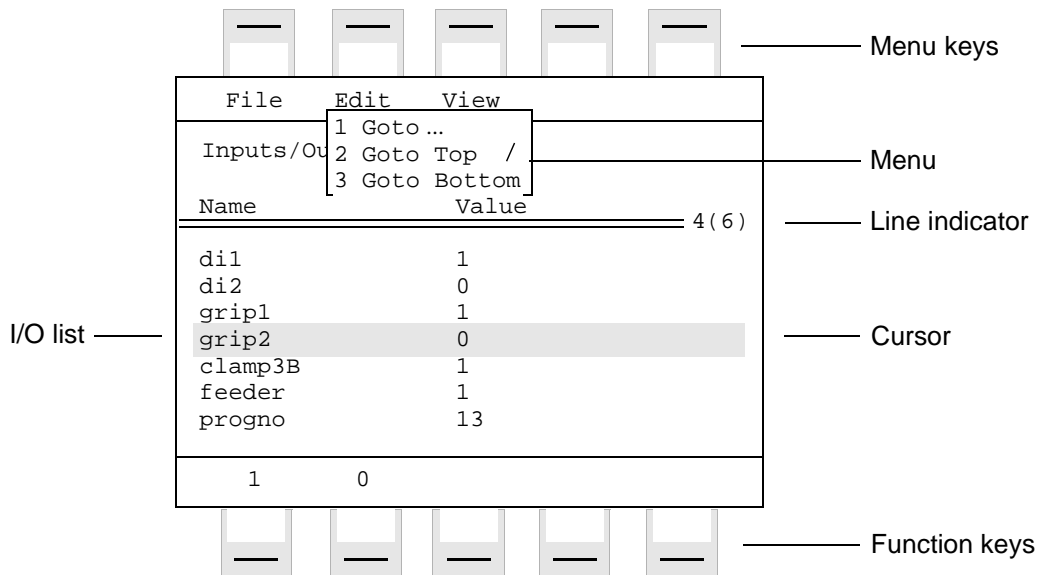 Menu keys
File Edit View
1 Goto ...
Inputs/Ou 2 Goto Top /
Menu
3 Goto Bottom
Name Value
4(6)
Line indicator
di1 1
di2 0
grip1 1
I/O list
grip2 0
Cursor
clamp3B 1
feeder 1
progno 13
1 0
Function keys